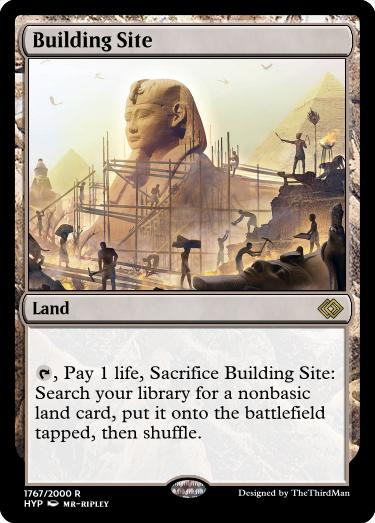 Building Site
Land
, Pay 1 life, Sacrifice Building Site:
Search your library for a nonbasic
land card, put it onto the battlefield
tapped, then shuffle.
1767/2000 R
HYP MR-RIPLEY
Designed by TheThirdMan